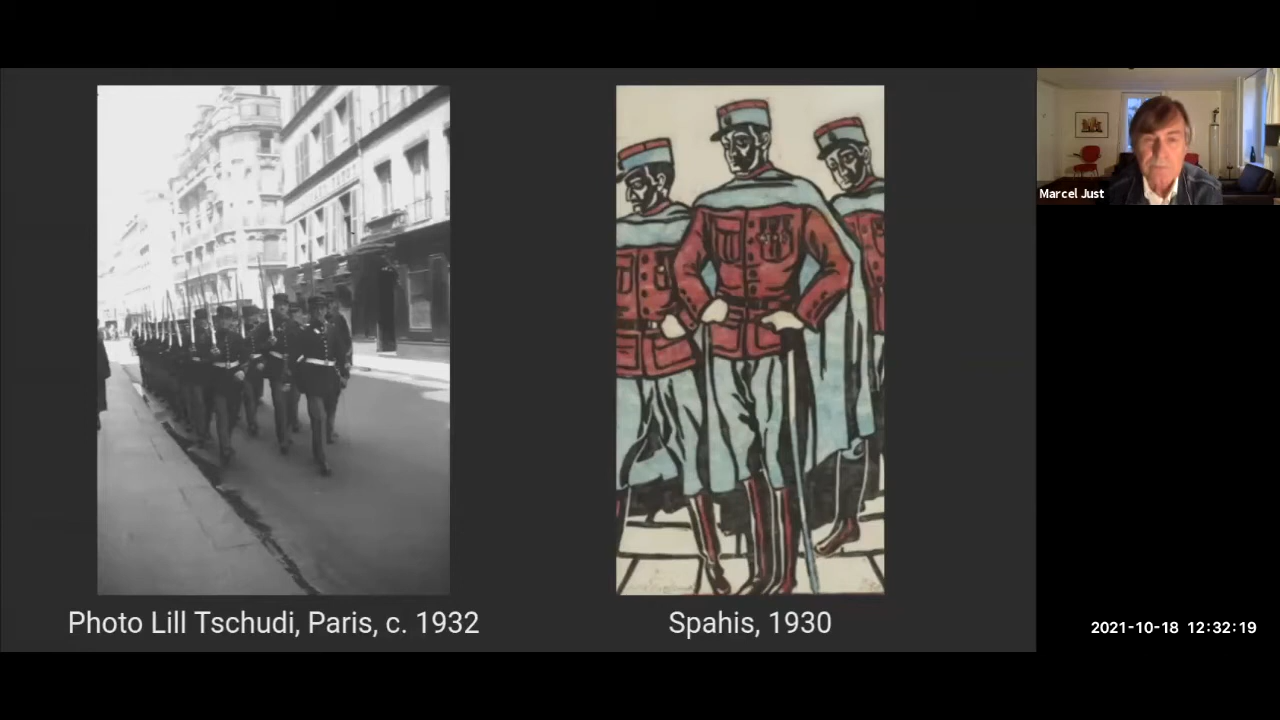 Photo Lill Tschudi, Paris, c. 1932
Spahis, 1930
Marcel Just
2021-10-18 12:32:19